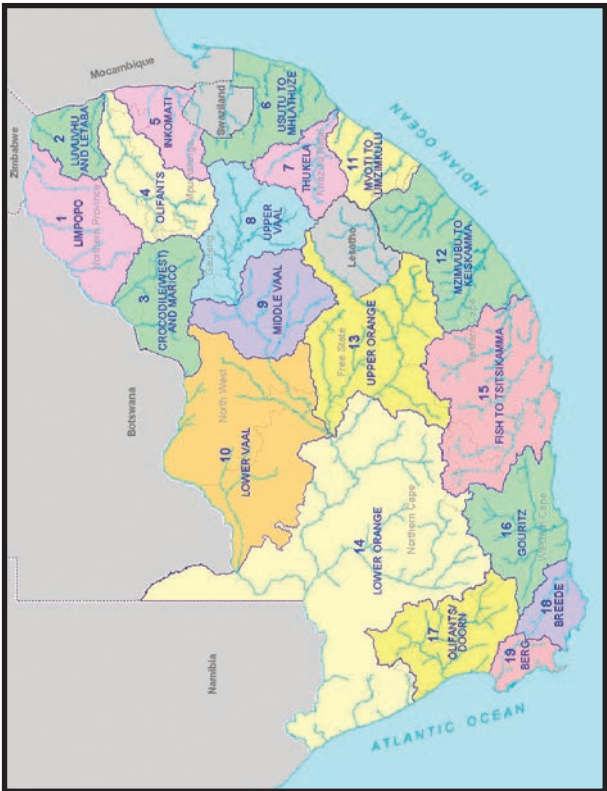 Zimbabwe
Mocambique
Botswana
Namibia
Swaziland
Lesotho
1
LIMPOPO
Northern Province
2
LUVUVHU
AND LETABA
3
CROCODILE(WEST)
AND MARICO
4
OLIFANTS
5
INKOMATI
Mpumalanga
6
USUTU TO
MHLATHUZE
7
THUKELA
8
UPPER
VAAL
Gauteng
9
MIDDLE VAAL
10
LOWER VAAL
North West
11
MVOTI TO
UMZIMKULU
12
MZIMVUBU TO
KEISKAMMA
Eastern Cape
13
UPPER ORANGE
Free State
14
LOWER ORANGE
Northern Cape
15
FISH TO TSITSIKAMMA
16
GOURITZ
Western Cape
17
OLIFANTS/
DOORN
18
BREEDE
19
BERG
INDIAN OCEAN
ATLANTIC OCEAN